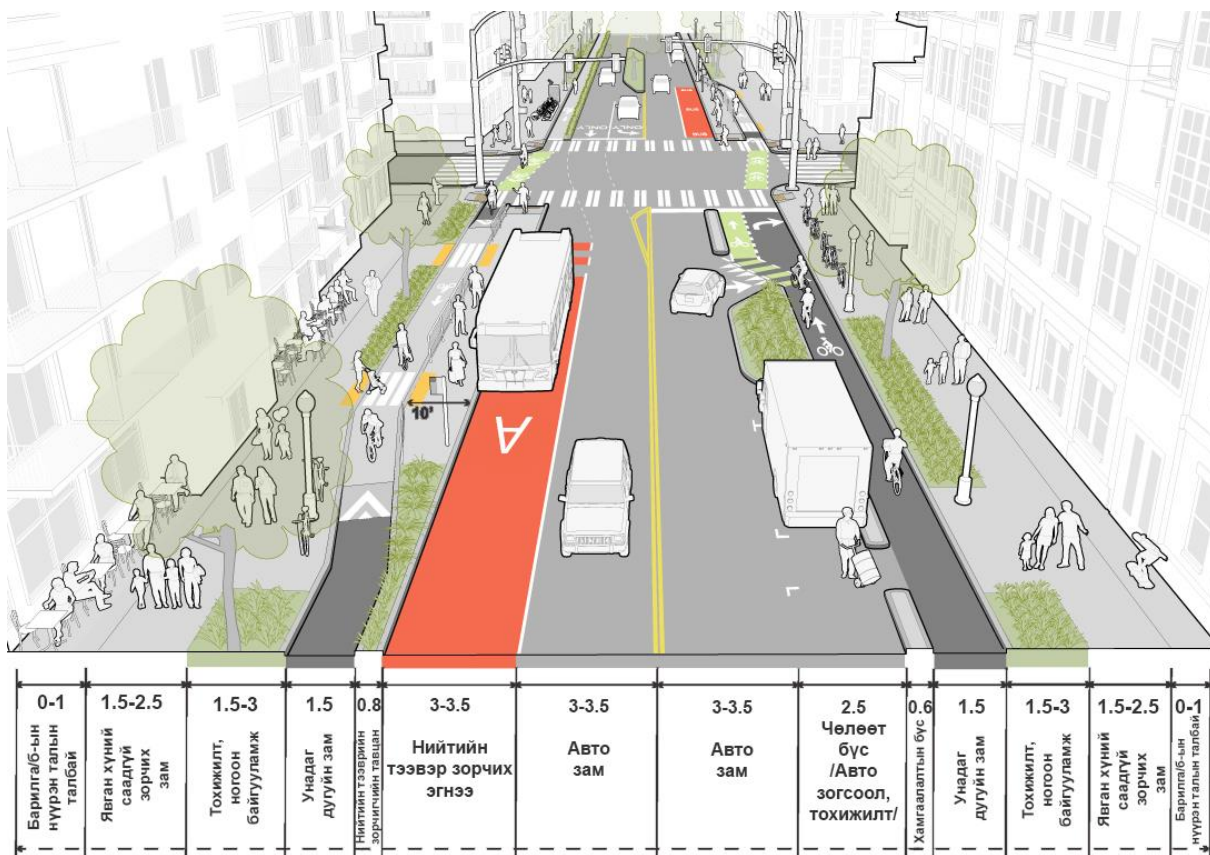 ONLY ONLY
10'
A
0-1
Барилга/б-ын
нүүрэн талын
талбай
1.5-2.5
Явган хүний
саадгүй
зорчих
зам
1.5-3
Тохижилт,
ногоон
байгууламж
1.5
Унадаг
дугуйн зам
0.8
Нийтийн тээврийн
зорчигчийн тавцан
3-3.5
Нийтийн
тээвэр зорчих
эгнээ
3-3.5
Авто
зам
3-3.5
Авто
зам
2.5
Чөлөөт
бүс
/Авто
зогсоол,
тохижилт/
0.6
Хамгаалалтын бүс
1.5
Унадаг
дугуйн зам
1.5-3
Тохижилт,
ногоон
байгууламж
1.5-2.5
Явган хүний
саадгүй
зорчих
зам
0-1
Барилга/б-ын
нүүрэн талын талбай